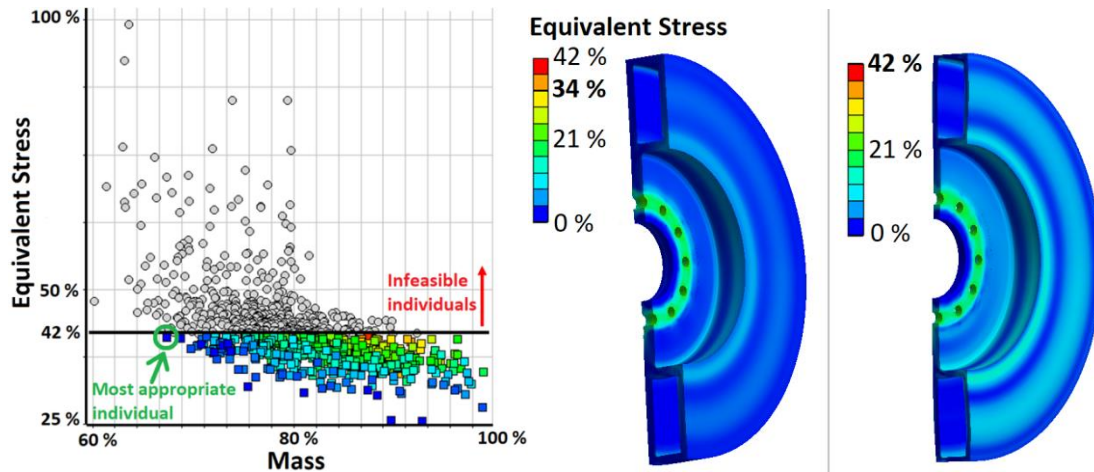 100 %
Equivalent Stress
50 %
42 %
25 %
60 %
80 %
100 %
Mass
Infeasible
individuals
Most appropriate
individual
Equivalent Stress
42 %
34 %
21 %
0 %
42 %
21 %
0 %